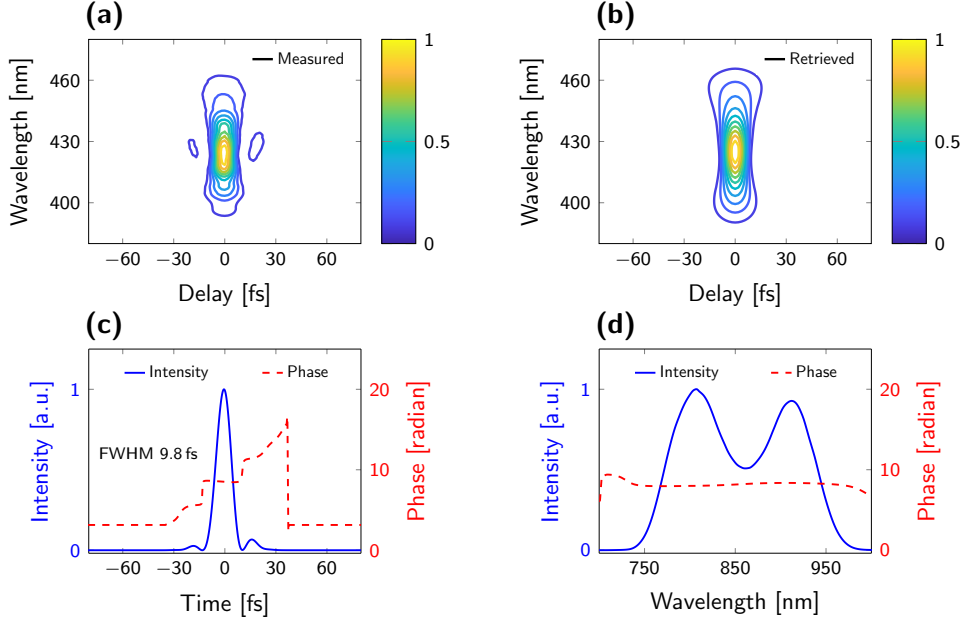 (a)
Measured
Wavelength [nm]
460
430
400
−60
−30
0
30
60
Delay [fs]
1
0.5
0
(b)
Retrieved
Wavelength [nm]
460
430
400
−60
−30
0
30
60
Delay [fs]
1
0.5
0
(c)
Intensity
Phase
FWHM 9.8 fs
Intensity [a.u.]
1
0
Phase [radian]
20
10
0
−60
−30
0
30
60
Time [fs]
(d)
Intensity
Phase
Intensity [a.u.]
1
0
Phase [radian]
20
10
0
750
850
950
Wavelength [nm]